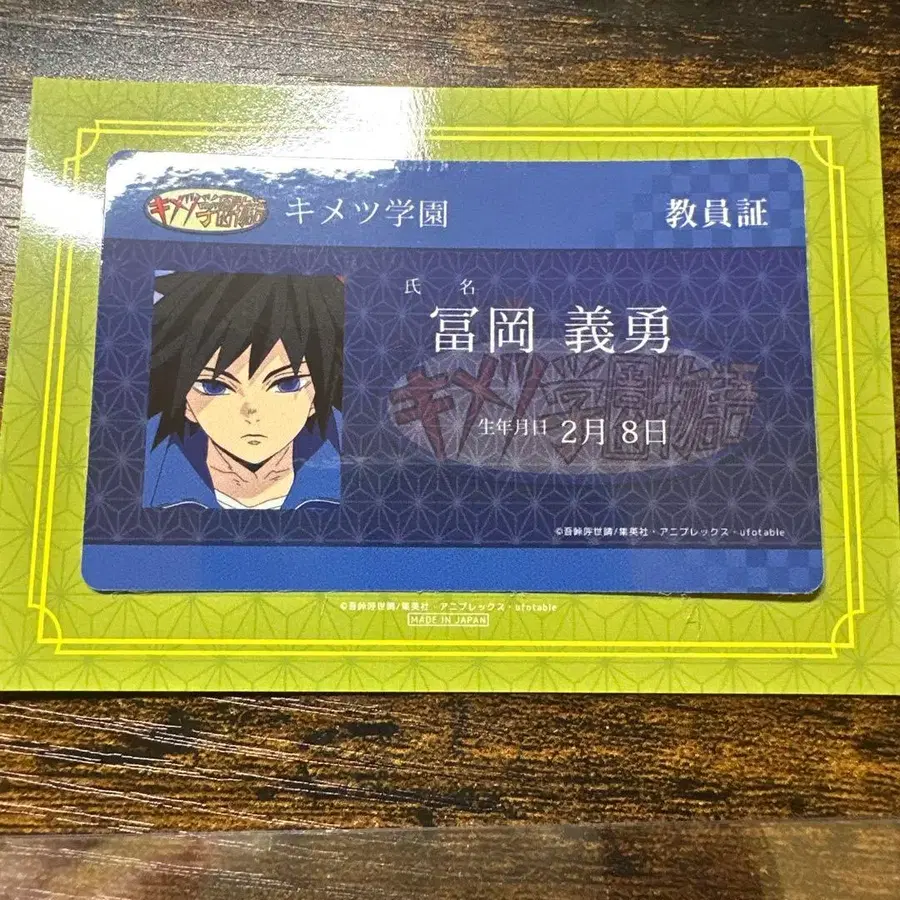 キメツ学園物語 キメツ学園 教員証
氏 名
冨岡 義勇
キメツ学園物語
生年月日 2月 8日
©吾峠呼世晴/集英社・アニプレックス・ufotable
©吾峠呼世晴/集英社・アニプレックス・ufotable
MADE IN JAPAN